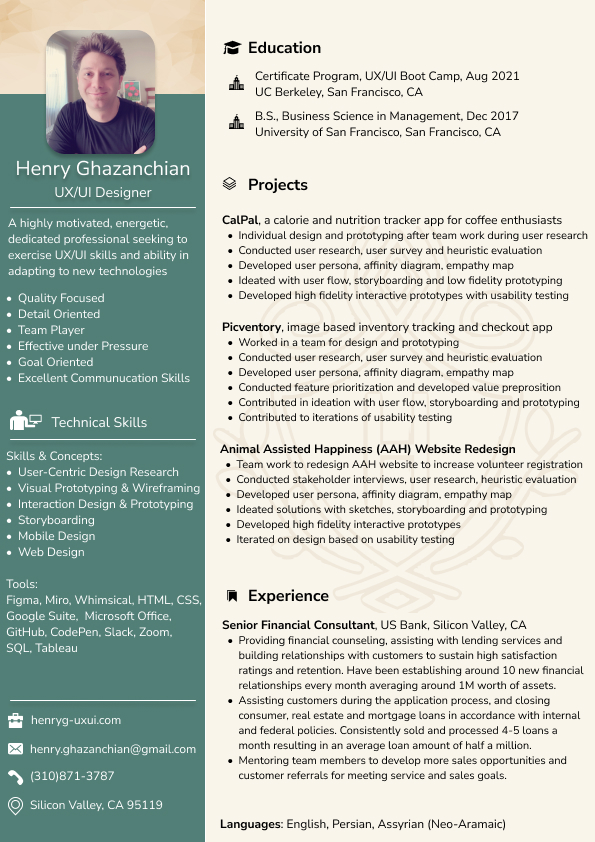 Henry Ghazanchian
UX/UI Designer
A highly motivated, energetic,
dedicated professional seeking to
exercise UX/UI skills and ability in
adapting to new technologies
• Quality Focused
• Detail Oriented
• Team Player
• Effective under Pressure
• Goal Oriented
• Excellent Communucation Skills
Technical Skills
Skills & Concepts:
• User-Centric Design Research
• Visual Prototyping & Wireframing
• Interaction Design & Prototyping
• Storyboarding
• Mobile Design
• Web Design
Tools:
Figma, Miro, Whimsical, HTML, CSS,
Google Suite, Microsoft Office,
GitHub, CodePen, Slack, Zoom,
SQL, Tableau
henryg-uxui.com
henry.ghazanchian@gmail.com
(310)871-3787
Silicon Valley, CA 95119
Education
Certificate Program, UX/UI Boot Camp, Aug 2021
UC Berkeley, San Francisco, CA
B.S., Business Science in Management, Dec 2017
University of San Francisco, San Francisco, CA
Projects
CalPal, a calorie and nutrition tracker app for coffee enthusiasts
• Individual design and prototyping after team work during user research
• Conducted user research, user survey and heuristic evaluation
• Developed user persona, affinity diagram, empathy map
• Ideated with user flow, storyboarding and low fidelity prototyping
• Developed high fidelity interactive prototypes with usability testing
Picventory, image based inventory tracking and checkout app
• Worked in a team for design and prototyping
• Conducted user research, user survey and heuristic evaluation
• Developed user persona, affinity diagram, empathy map
• Conducted feature prioritization and developed value preprosition
• Contributed in ideation with user flow, storyboarding and prototyping
• Contributed to iterations of usability testing
Animal Assisted Happiness (AAH) Website Redesign
• Team work to redesign AAH website to increase volunteer registration
• Conducted stakeholder interviews, user research, heuristic evaluation
• Developed user persona, affinity diagram, empathy map
• Ideated solutions with sketches, storyboarding and prototyping
• Developed high fidelity interactive prototypes
• Iterated on design based on usability testing
Experience
Senior Financial Consultant, US Bank, Silicon Valley, CA
• Providing financial counseling, assisting with lending services and
building relationships with customers to sustain high satisfaction
ratings and retention. Have been establishing around 10 new financial
relationships every month averaging around 1M worth of assets.
• Assisting customers during the application process, and closing
consumer, real estate and mortgage loans in accordance with internal
and federal policies. Consistently sold and processed 4-5 loans a
month resulting in an average loan amount of half a million.
• Mentoring team members to develop more sales opportunities and
customer referrals for meeting service and sales goals.
Languages: English, Persian, Assyrian (Neo-Aramaic)